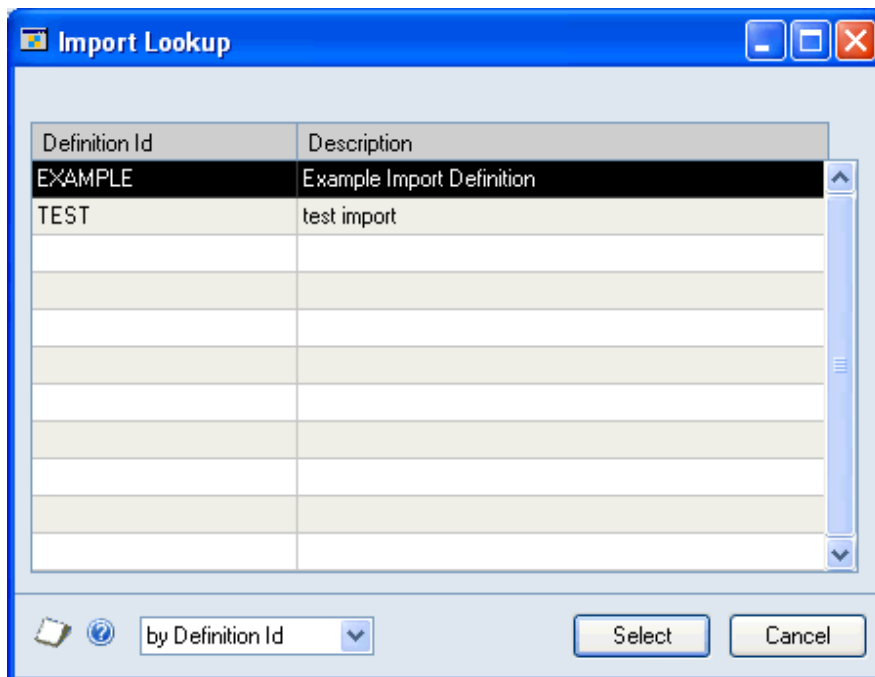 Import Lookup
Definition Id Description
EXAMPLE Example Import Definition
TEST test import
by Definition Id Select Cancel